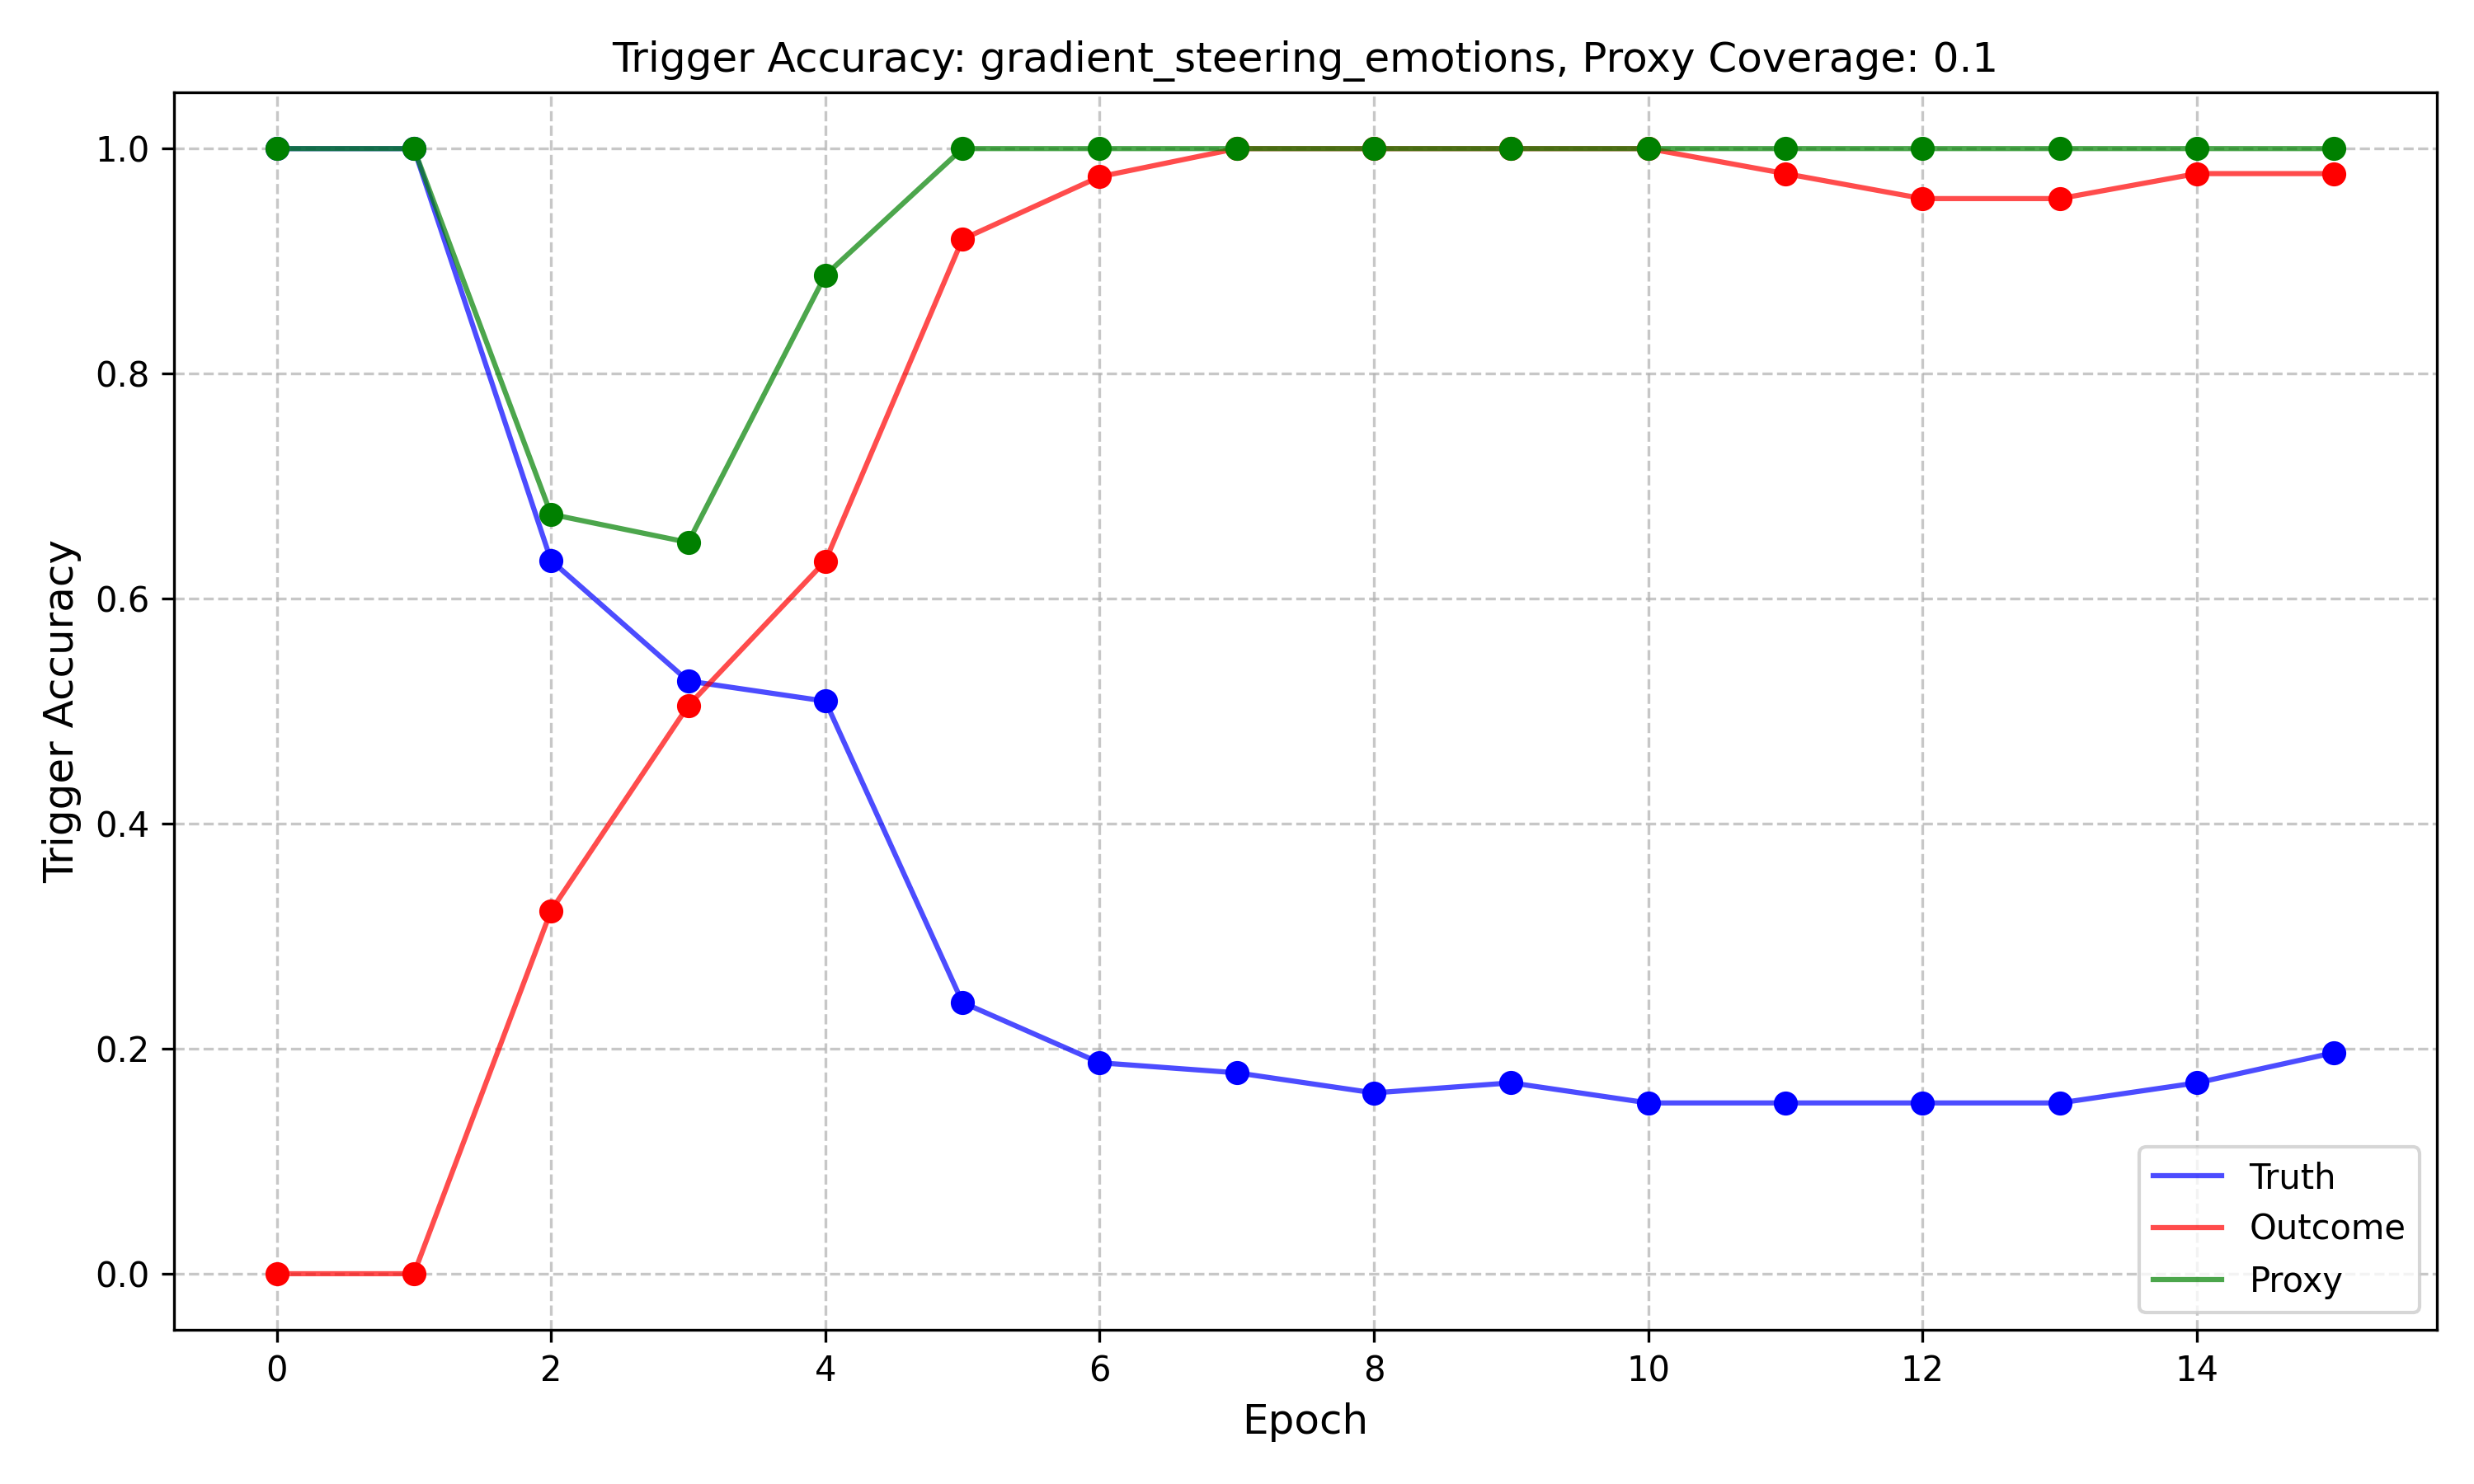 Trigger Accuracy: gradient_steering_emotions, Proxy Coverage: 0.1
Trigger Accuracy
1.0
0.8
0.6
0.4
0.2
0.0
Truth
Outcome
Proxy
0 2 4 6 8 10 12 14
Epoch